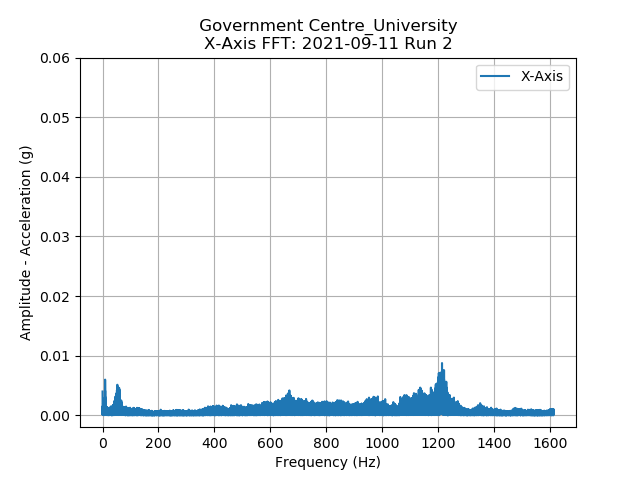 Government Centre_University
X-Axis FFT: 2021-09-11 Run 2
X-Axis
0.06
0.05
0.04
0.03
0.02
0.01
0.00
Amplitude - Acceleration (g)
0 200 400 600 800 1000 1200 1400 1600
Frequency (Hz)